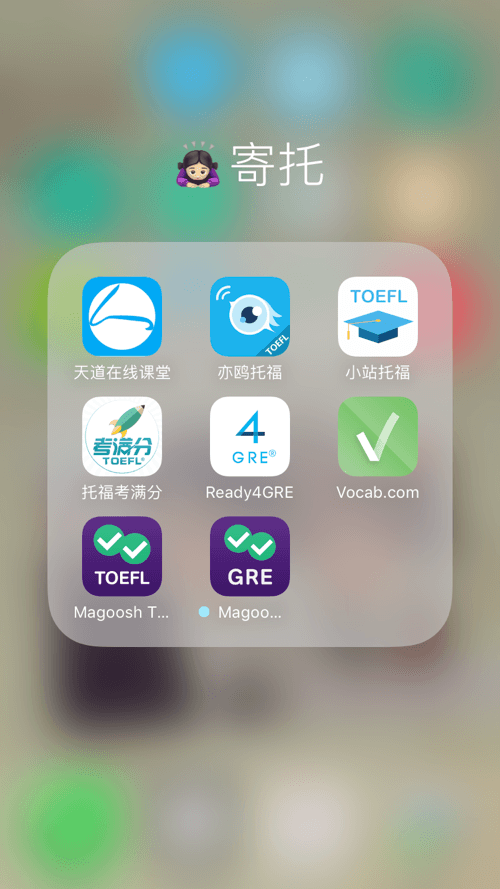 寄托
TOEFL
TOEFL
天道在线课堂
亦鸥托福
小站托福
考满分
TOEFL®
4
GRE®
托福考满分
Ready4GRE
Vocab.com
TOEFL
GRE
Magoosh T...
Magoo...